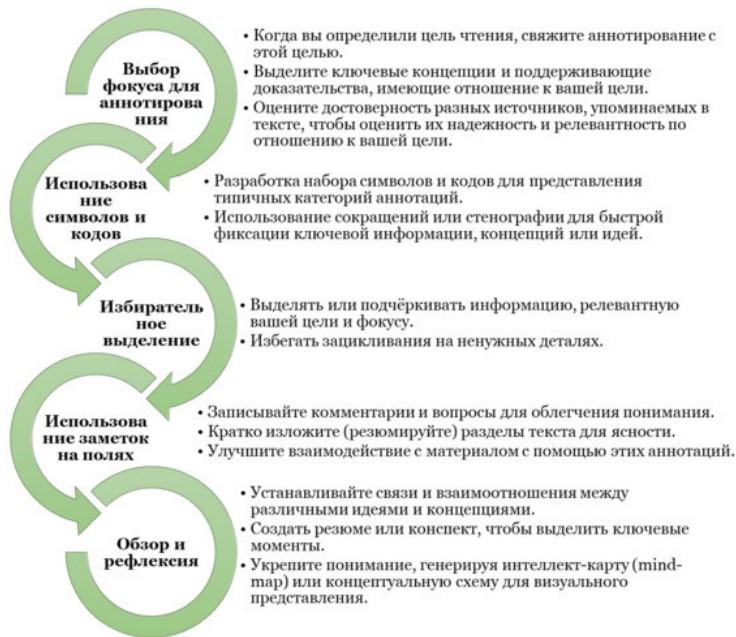 Выбор
фокуса для
аннотирова
ния
• Когда вы определили цель чтения, свяжите аннотирование с
этой целью.
• Выделите ключевые концепции и поддерживающие
доказательства, имеющие отношение к вашей цели.
• Оцените достоверность разных источников, упоминаемых в
тексте, чтобы оценить их надежность и релевантность по
отношению к вашей цели.
Использова
ние
символов и
кодов
• Разработка набора символов и кодов для представления
типичных категорий аннотаций.
• Использование сокращений или стенографии для быстрой
фиксации ключевой информации, концепций или идей.
Избиратель
ное
выделение
• Выделять или подчёркивать информацию, релевантную
вашей цели и фокусу.
• Избегать зацикливания на ненужных деталях.
Использова
ние заметок
на полях
• Записывайте комментарии и вопросы для облегчения понимания.
• Кратко изложите (резюмируйте) разделы текста для ясности.
• Улучшите взаимодействие с материалом с помощью этих аннотаций.
Обзор и
рефлексия
• Устанавливайте связи и взаимоотношения между
различными идеями и концепциями.
• Создать резюме или конспект, чтобы выделить ключевые
моменты.
• Укрепите понимание, генерируя интеллект-карту (mind-
map) или концептуальную схему для визуального
представления.